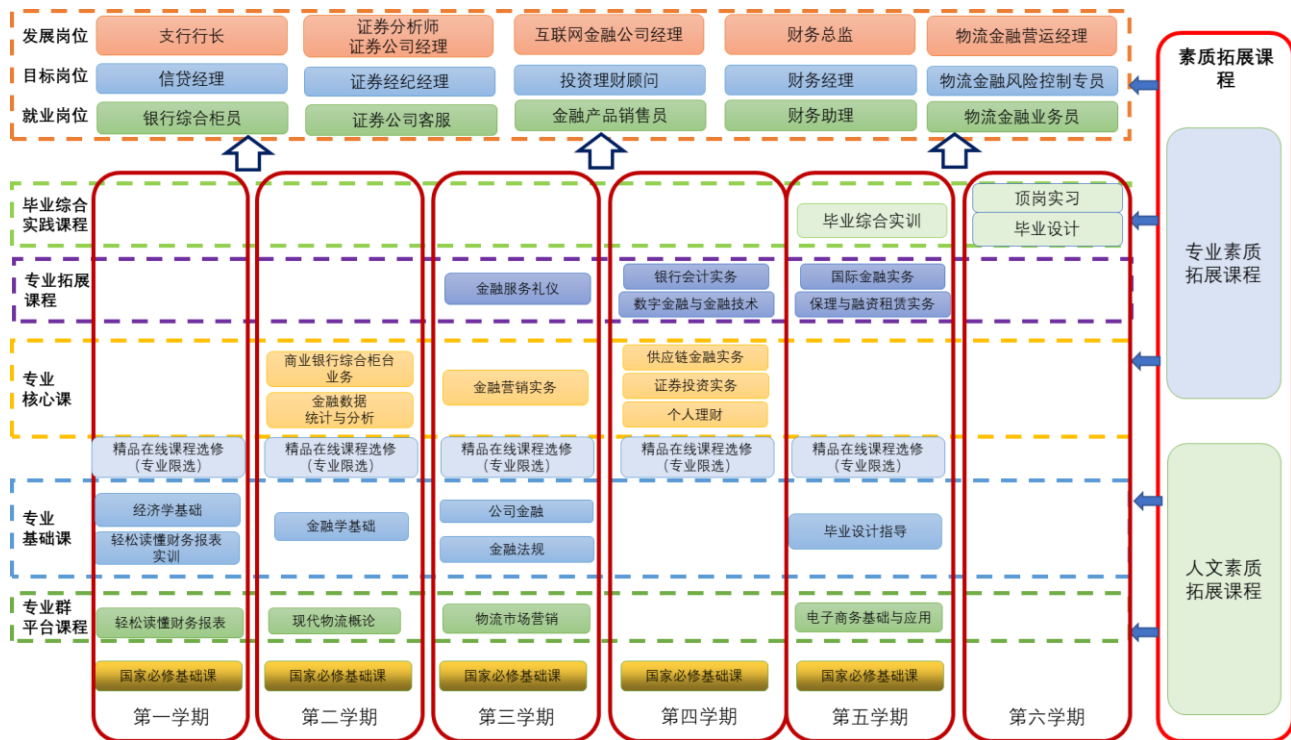 发展岗位
支行行长
证券分析师
证券公司经理
互联网金融公司经理
财务总监
物流金融营运经理
目标岗位
信贷经理
证券经纪经理
投资理财顾问
财务经理
物流金融风险控制专员
就业岗位
银行综合柜员
证券公司客服
金融产品销售员
财务助理
物流金融业务员
素质拓展课
程
专业素质
拓展课程
人文素质
拓展课程
毕业综合
实践课程
毕业综合实训
顶岗实习
毕业设计
专业拓展
课程
金融服务礼仪
银行会计实务
数字金融与金融技术
国际金融实务
保理与融资租赁实务
专业
核心课
商业银行综合柜台
业务
金融数据
统计与分析
金融营销实务
供应链金融实务
证券投资实务
个人理财
精品在线课程选修
（专业限选）
精品在线课程选修
（专业限选）
精品在线课程选修
（专业限选）
精品在线课程选修
（专业限选）
精品在线课程选修
（专业限选）
专业
基础课
经济学基础
轻松读懂财务报表
实训
金融学基础
公司金融
金融法规
毕业设计指导
专业群
平台课程
轻松读懂财务报表
现代物流概论
物流市场营销
电子商务基础与应用
国家必修基础课
国家必修基础课
国家必修基础课
国家必修基础课
国家必修基础课
第一学期
第二学期
第三学期
第四学期
第五学期
第六学期